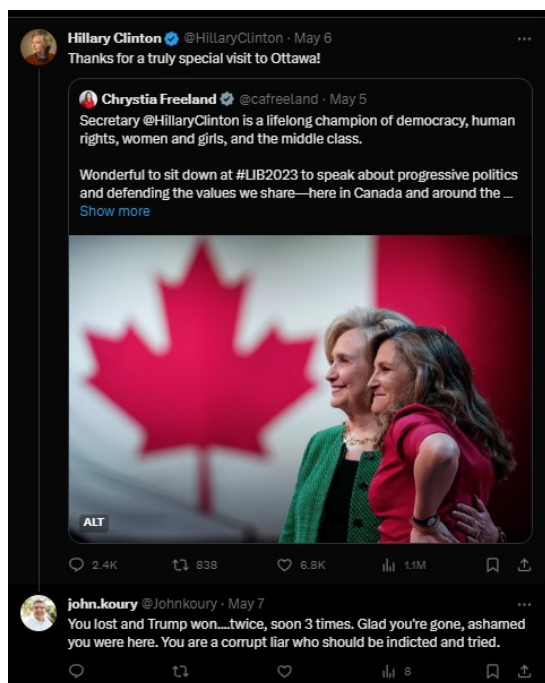 Hillary Clinton @HillaryClinton · May 6
Thanks for a truly special visit to Ottawa!
Chrystia Freeland @cafreeland · May 5
Secretary @HillaryClinton is a lifelong champion of democracy, human
rights, women and girls, and the middle class.
Wonderful to sit down at #LIB2023 to speak about progressive politics
and defending the values we share—here in Canada and around the ...
Show more
ALT
2.4K 838 6.8K 1.1M
john.koury @Johnkoury · May 7
You lost and Trump won....twice, soon 3 times. Glad you're gone, ashamed
you were here. You are a corrupt liar who should be indicted and tried.
8